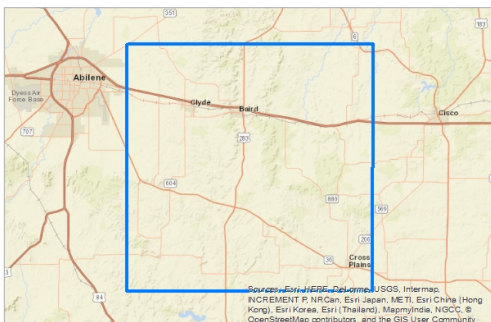 351
6
183
Abilene
Dyess Air
Force Base
Clyde
Baird
Cisco
707
283
604
880
569
206
36
Cross
Plains
84
Sources: Esri, HERE, DeLorme, USGS, Intermap,
INCREMENT P, NRCan, Esri Japan, METI, Esri China (Hong
Kong), Esri Korea, Esri (Thailand), MapmyIndia, NGCC, ©
OpenStreetMap contributors, and the GIS User Community